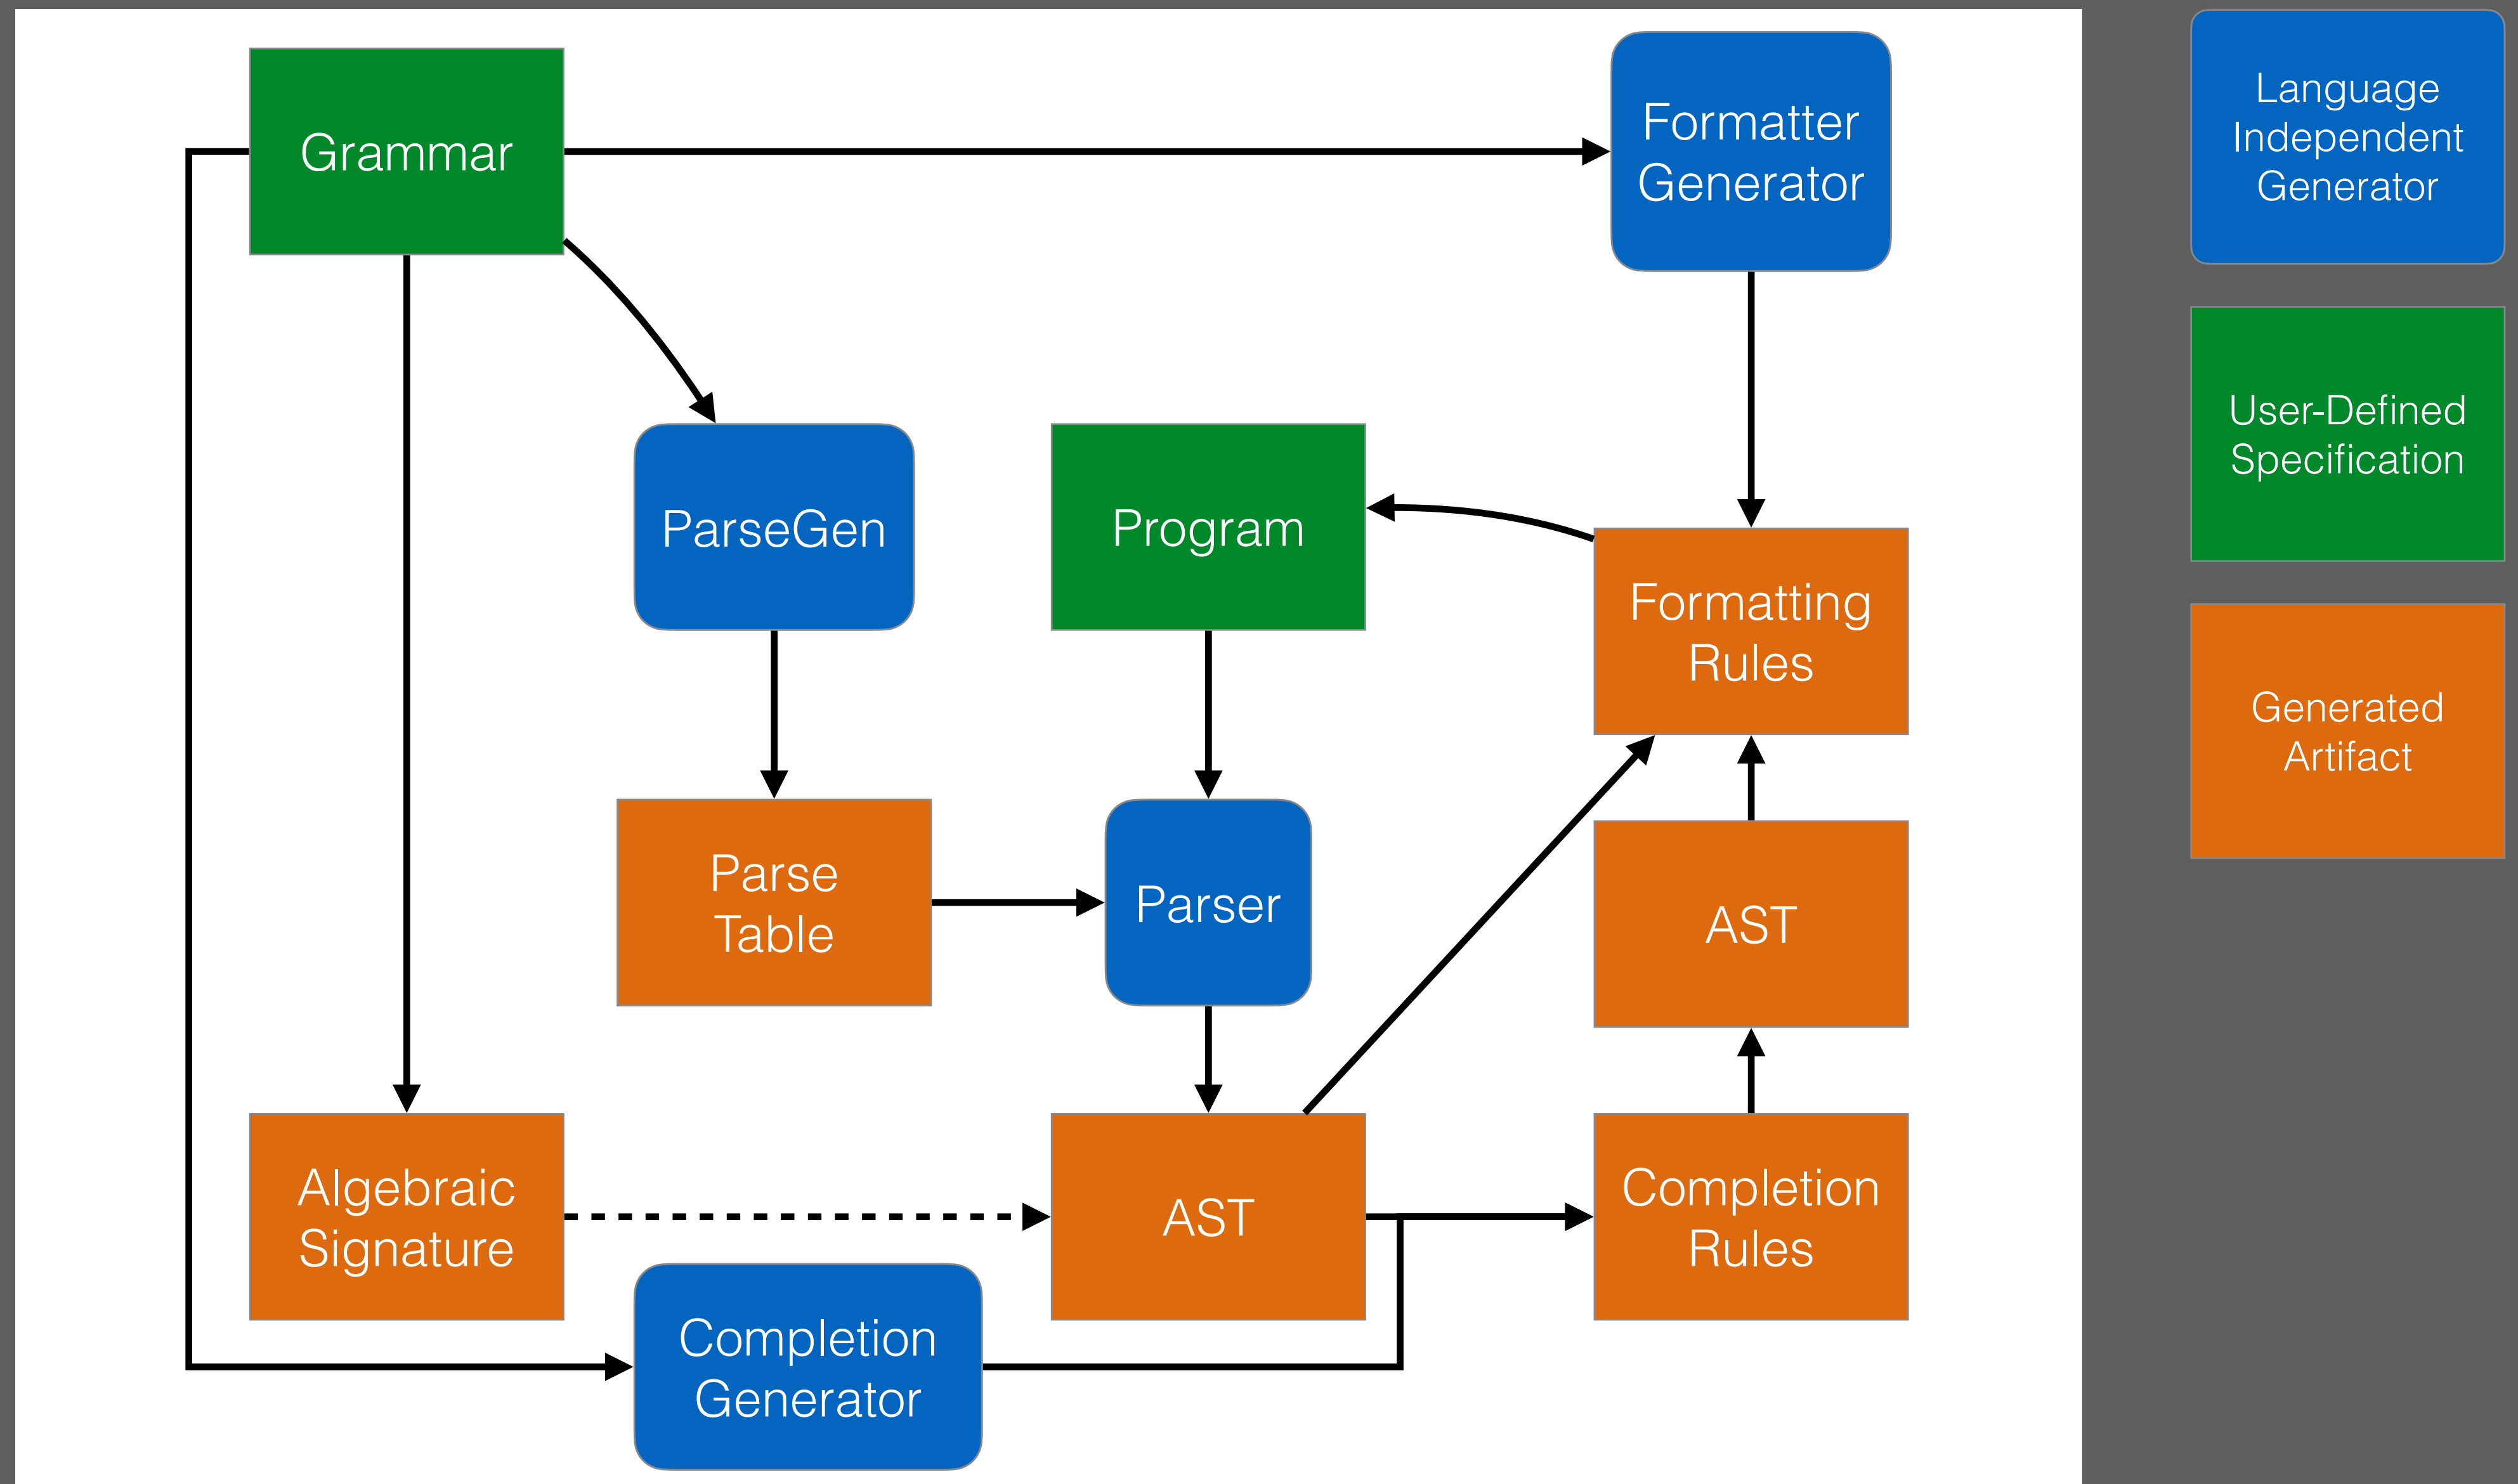 Grammar
Formatter
Generator
ParseGen
Program
Formatting
Rules
Parse
Table
Parser
AST
Algebraic
Signature
AST
Completion
Rules
Completion
Generator
Language
Independent
Generator
User-Defined
Specification
Generated
Artifact